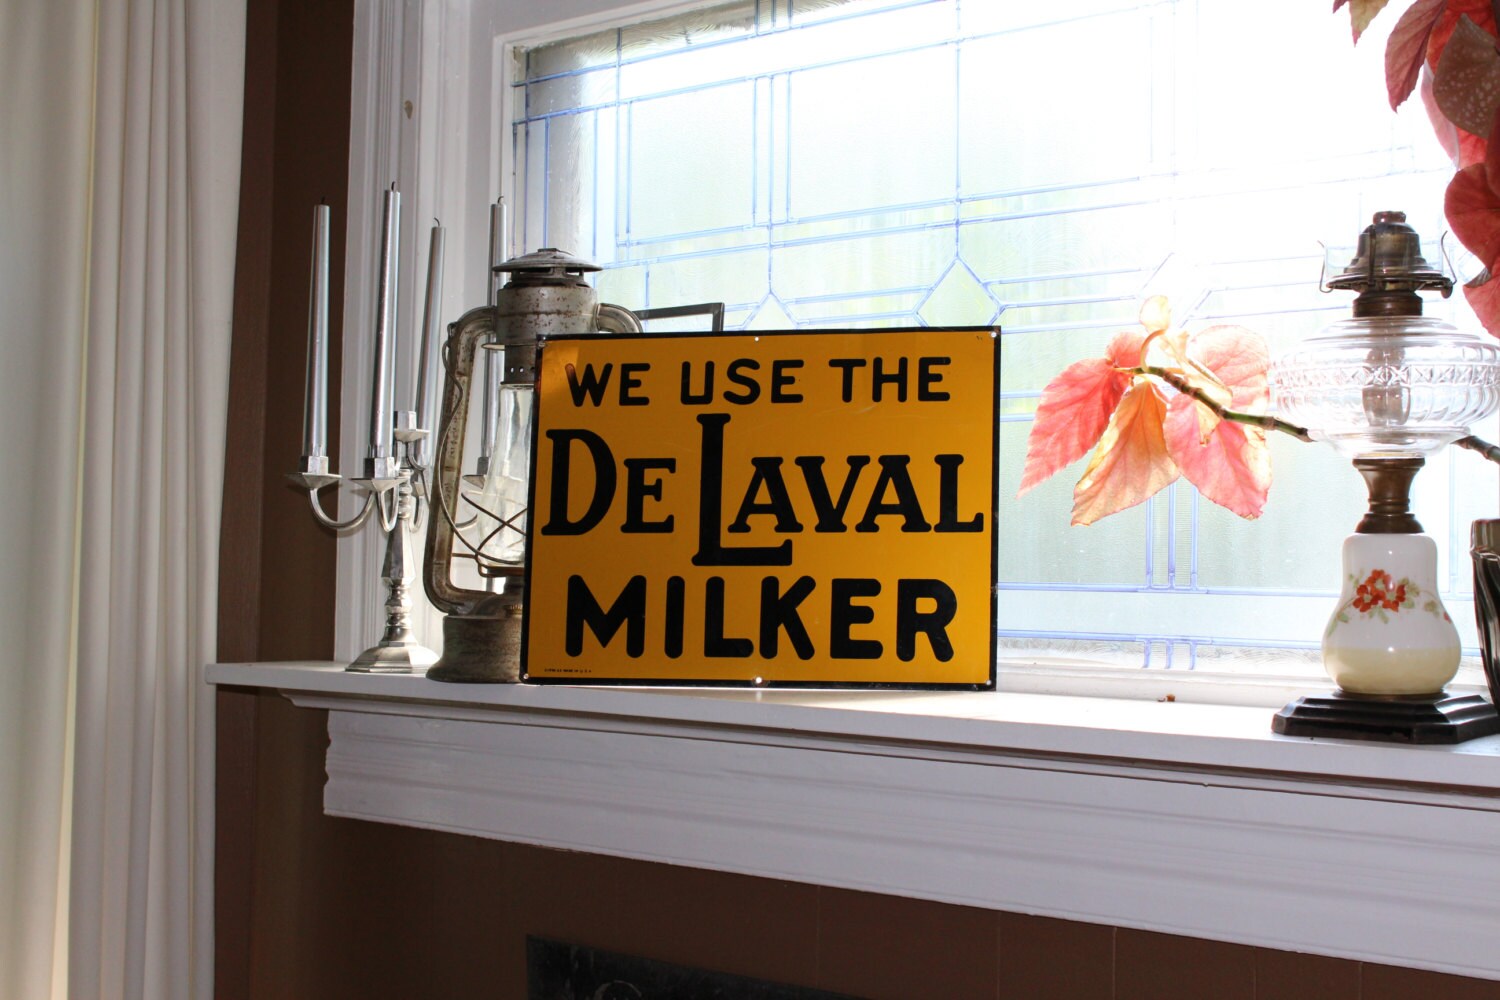 WE USE THE
DE LAVAL
MILKER